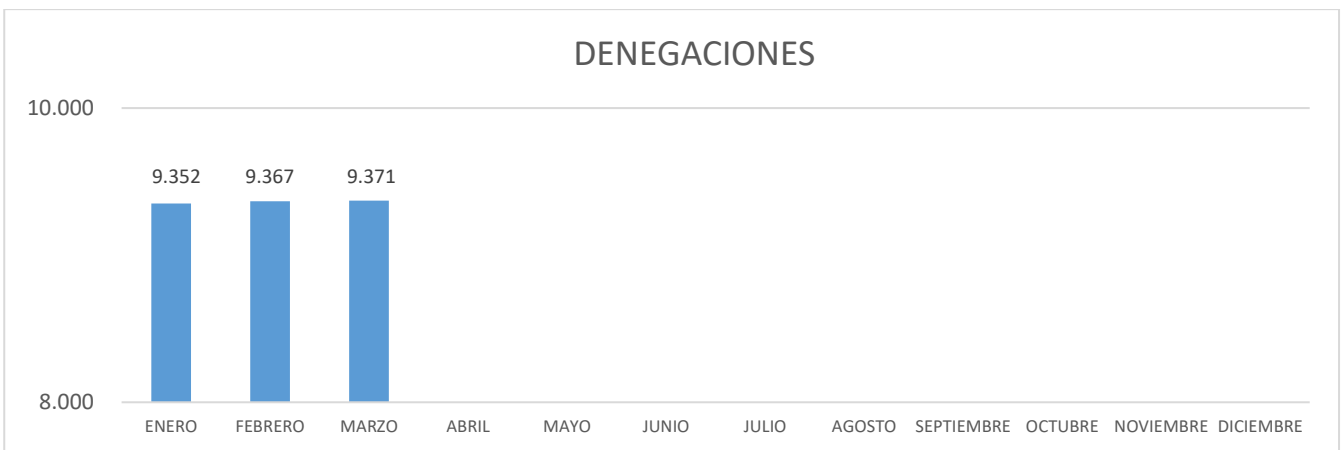 DENEGACIONES
10.000
9.352 9.367 9.371
8.000
ENERO FEBRERO MARZO ABRIL MAYO JUNIO JULIO AGOSTO SEPTIEMBRE OCTUBRE NOVIEMBRE DICIEMBRE